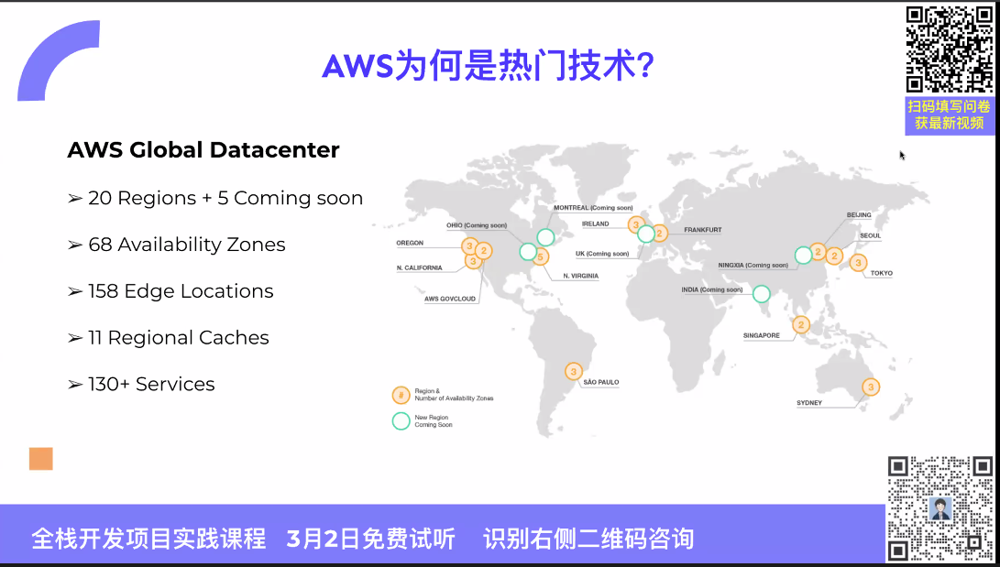 AWS为何是热门技术?
扫码填写问卷
获最新视频
AWS Global Datacenter
➢ 20 Regions + 5 Coming soon
➢ 68 Availability Zones
➢ 158 Edge Locations
➢ 11 Regional Caches
➢ 130+ Services
MONTREAL (Coming soon)
OHIO (Coming soon)
OREGON
3
2
3
N. CALIFORNIA
AWS GOVCLOUD
5
N. VIRGINIA
IRELAND
3
2
FRANKFURT
UK (Coming soon)
BEIJING
SEOUL
2
2
3
NINGXIA (Coming soon)
TOKYO
INDIA (Coming soon)
2
SINGAPORE
3
SÃO PAULO
3
SYDNEY
#
Region &
Number of Availability Zones
New Region
Coming Soon
全栈开发项目实践课程 3月2日免费试听 识别右侧二维码咨询